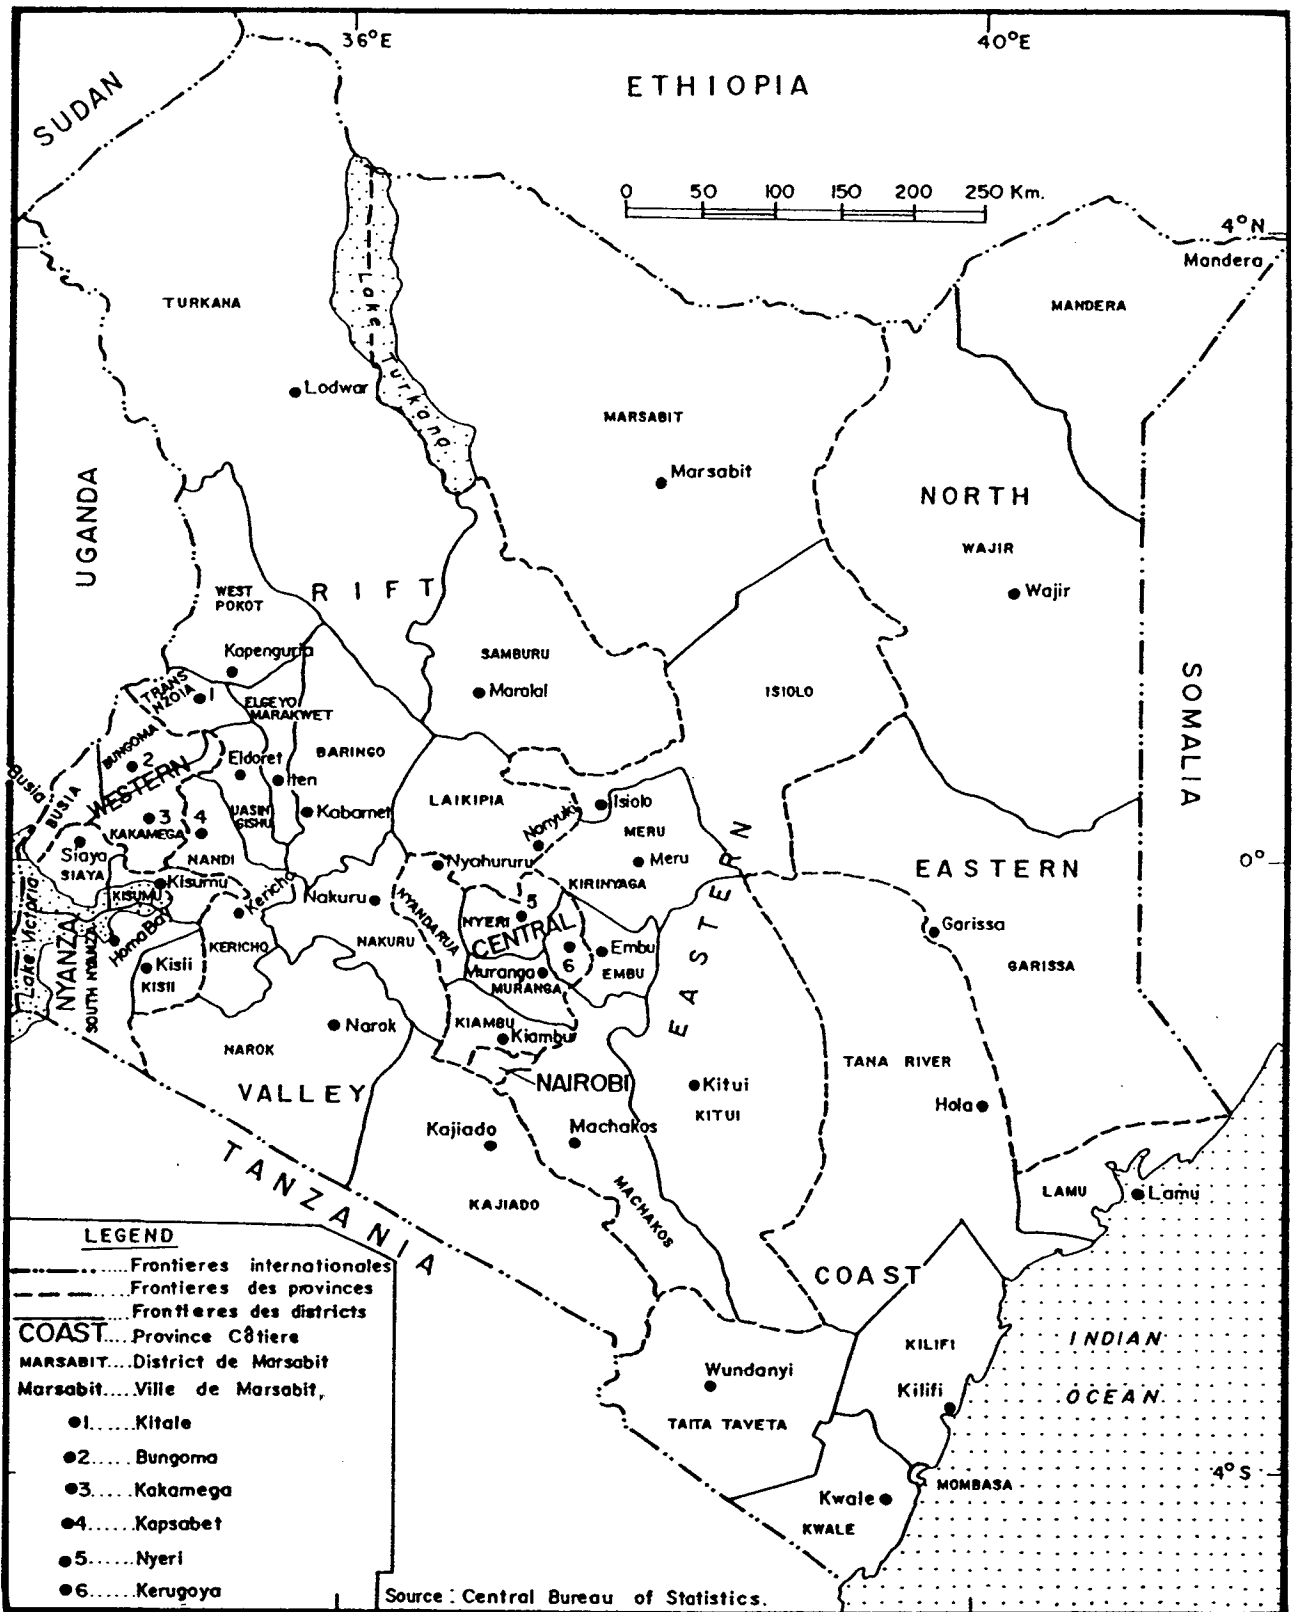 36°E
40°E
SUDAN
ETHIOPIA
0 50 100 150 200 250 Km.
4°N
Mandera
MANDERA
TURKANA
Lake Turkana
Lodwar
MARSABIT
Marsabit
UGANDA
NORTH
WAJIR
Wajir
WEST
POKOT
RIFT
Kapenguria
SAMBURU
Maralal
ISIOLO
SOMALIA
TRANS
NZOIA
1
ELGEYO
MARAKWET
BUNGOMA
2
Eldoret
Iten
BARINGO
Busia
BUSIA
WESTERN
LAIKIPIA
Isiolo
3
4
UASIN
GISHU
Kabarnet
Nanyuki
MERU
KAKAMEGA
Siaya
SIAYA
NANDI
Nyahururu
Meru
EASTERN
EASTERN
0°
Kisumu
KISUMU
Kericho
Nakuru
NYANDARUA
KIRINYAGA
NYERI
5
CENTRAL
Garissa
Lake Victoria
NYANZA
SOUTH NYANZA
Homa Bay
KERICHO
NAKURU
6
Embu
EMBU
GARISSA
Kisii
KISII
Muranga
MURANGA
Narok
KIAMBU
Kiambu
NAROK
TANA RIVER
VALLEY
NAIROBI
Kitui
KITUI
Hola
Kajiado
Machakos
TANZANIA
KAJIADO
MACHAKOS
LAMU
Lamu
COAST
LEGEND
Frontieres internationales
Frontieres des provinces
Frontieres des districts
COAST....Province Côtiere
MARSABIT....District de Marsabit
Marsabit.....Ville de Marsabit,
1......Kitale
2.....Bungoma
3.....Kakamega
4......Kapsabet
5......Nyeri
6......Kerugoya
KILIFI
INDIAN
OCEAN
Wundanyi
Kilifi
TAITA TAVETA
4°S
MOMBASA
Kwale
KWALE
Source : Central Bureau of Statistics.